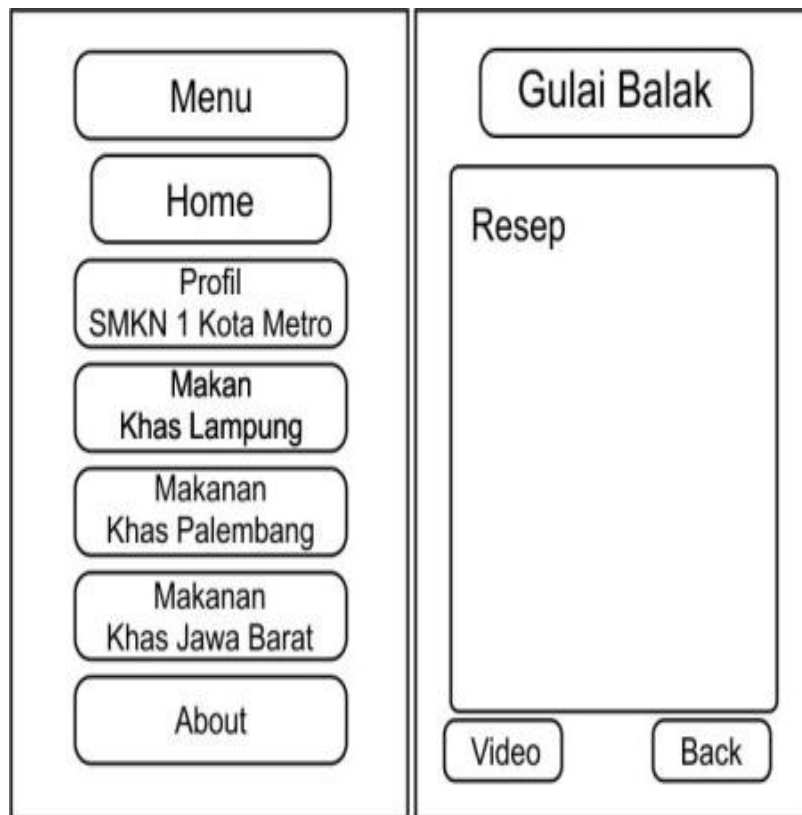 Menu
Home
Profil
SMKN 1 Kota Metro
Makan
Khas Lampung
Makanan
Khas Palembang
Makanan
Khas Jawa Barat
About
Gulai Balak
Resep
Video
Back